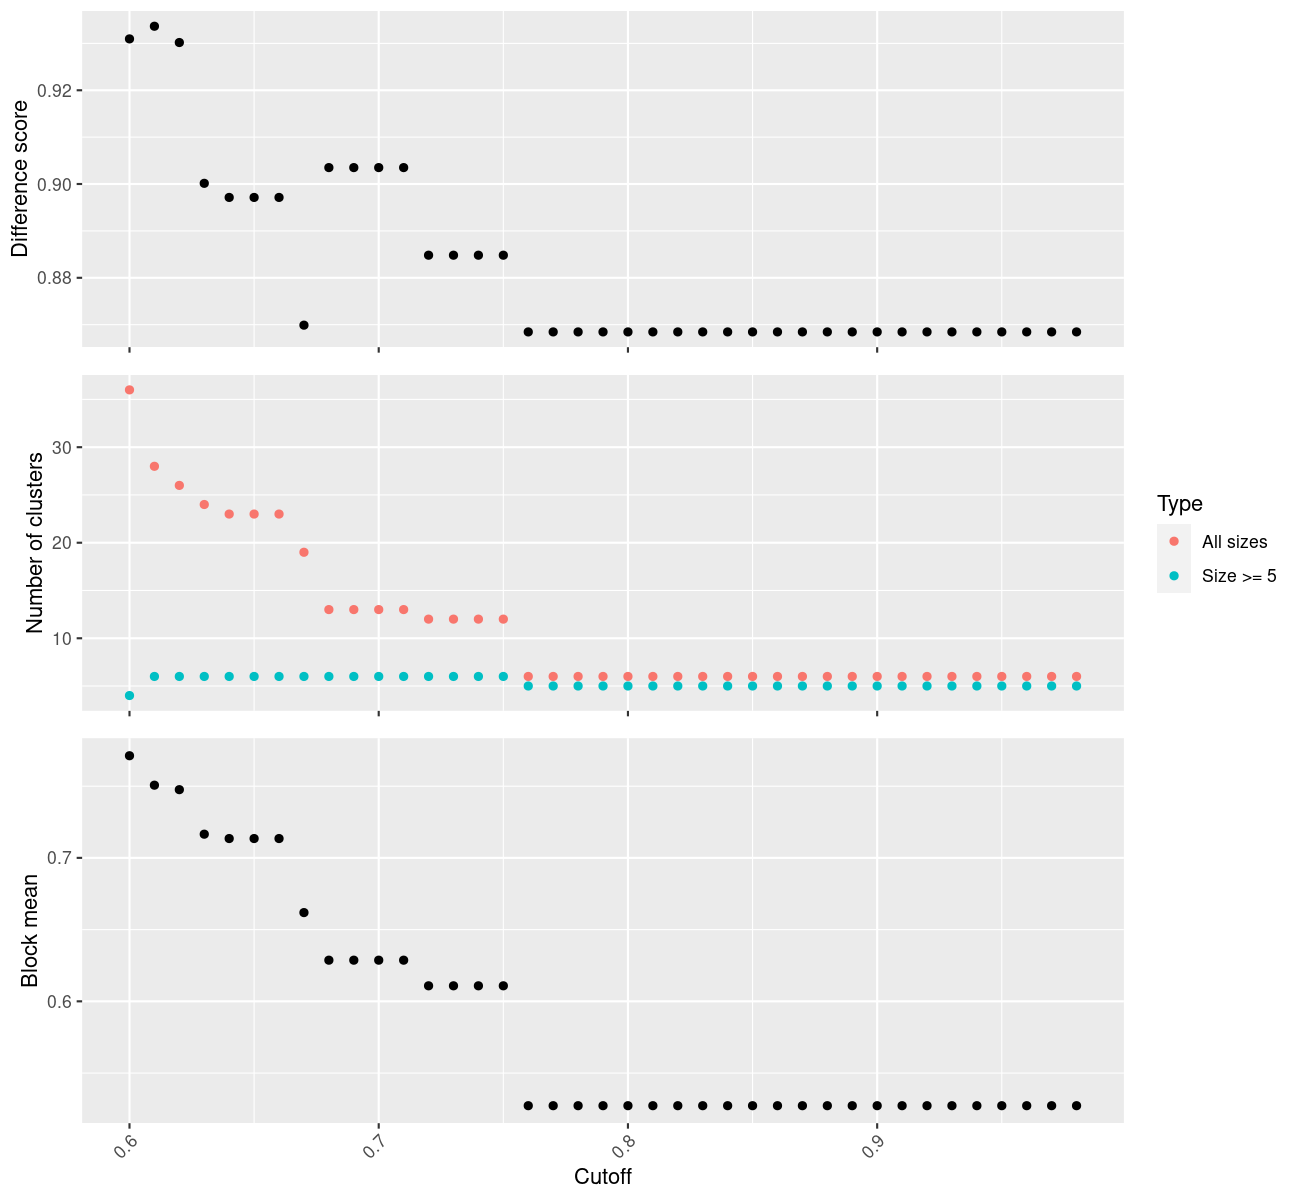 Difference score
0.92
0.90
0.88
Number of clusters
30
20
10
Type
All sizes
Size >= 5
Block mean
0.7
0.6
0.6
0.7
0.8
0.9
Cutoff